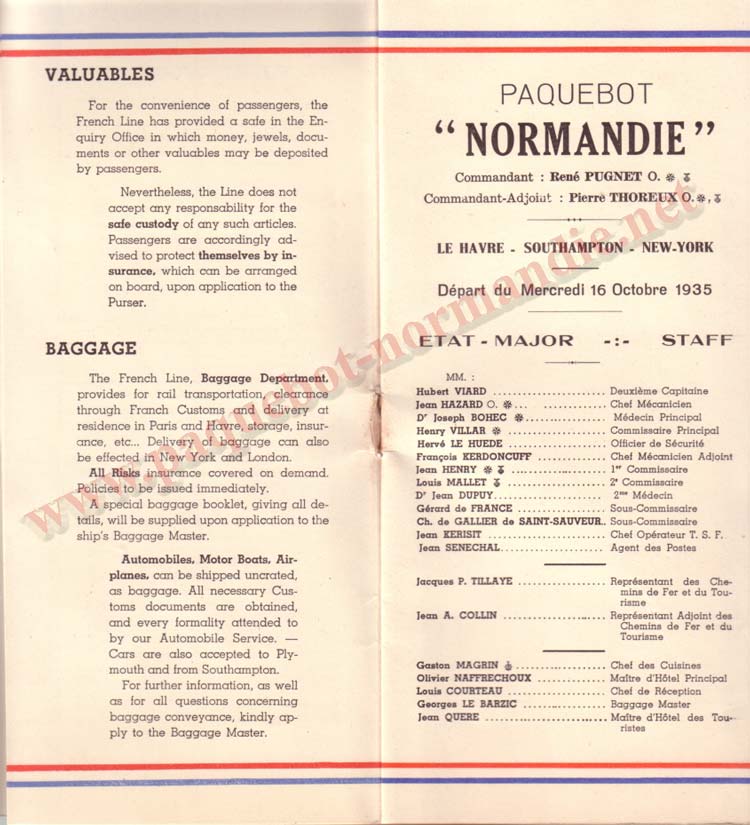 VALUABLES
For the convenience of passengers, the
French Line has provided a safe in the En-
quiry Office in which money, jewels, docu-
ments or other valuables may be deposited
by passengers.
Nevertheless, the Line does not
accept any responsibility for the
safe custody of any such articles.
Passengers are accordingly ad-
vised to protect themselves by in-
surance, which can be arranged
on board, upon application to the
Purser.
BAGGAGE
The French Line, Baggage Department,
provides for rail transportation, clearance
through Franch Customs and delivery at
residence in Paris and Havre, storage, insur-
ance, etc... Delivery of baggage can also
be effected in New York and London.
All Risks insurance covered on demand.
Policies to be issued immediately.
A special baggage booklet, giving all de-
tails, will be supplied upon application to the
ship's Baggage Master.
Automobiles, Motor Boats, Air-
planes, can be shipped uncrated,
as baggage. All necessary Cus-
toms documents are obtained,
and every formality attended to
by our Automobile Service. —
Cars are also accepted to Ply-
mouth and from Southampton.
For further information, as well
as for all questions concerning
baggage conveyance, kindly ap-
ply to the Baggage Master.
PAQUEBOT
"NORMANDIE"
Commandant : René PUGNET O.
Commandant-Adjoint : Pierre THOREUX O.
LE HAVRE - SOUTHAMPTON - NEW-YORK
Départ du Mercredi 16 Octobre 1935
ETAT-MAJOR -:- STAFF
MM. :
Hubert VIARD ........................ Deuxième Capitaine
Jean HAZARD O. ... ............ Chef Mécanicien
Dr Joseph BOHEC .................. Médecin Principal
Henry VILLAR ..................... Commissaire Principal
Hervé LE HUEDE .................. Officier de Sécurité
François KERDONCUFF ............ Chef Mécanicien Adjoint
Jean HENRY ..................... 1er Commissaire
Louis MALLET ..................... 2e Commissaire
Dr Jean DUPUY..................... 2me Médecin
Gérard de FRANCE ............... Sous-Commissaire
Ch. de GALLIER de SAINT-SAUVEUR.. Sous-Commissaire
Jean KERISIT ..................... Chef Opérateur T. S. F.
Jean SENECHAL..................... Agent des Postes
Jacques P. TILLAYE .................. Représentant des Che-
mins de Fer et du Tou-
risme
Jean A. COLLIN ..................... Représentant Adjoint des
Chemins de Fer et du
Tourisme
Gaston MAGRIN .................. Chef des Cuisines
Olivier NAFFRECHOUX ............ Maître d'Hôtel Principal
Louis COURTEAU .................. Chef de Réception
Georges LE BARZIC ............... Baggage Master
Jean QUERE ........................ Maître d'Hôtel des Tou-
ristes
www.paquebot-normandie.net